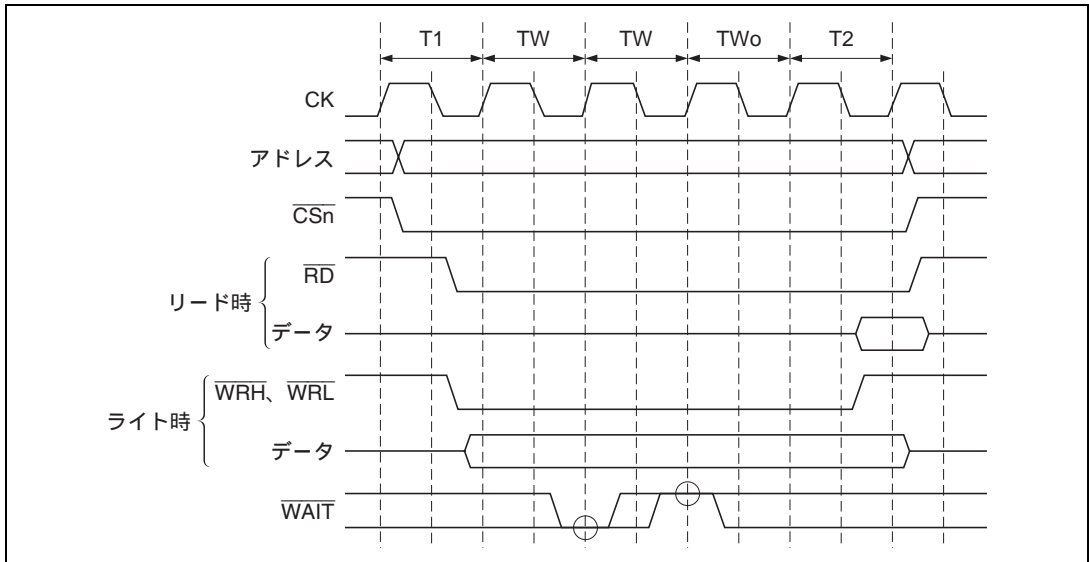 T1 TW TW TWo T2
CK
アドレス
CSn
リード時
RD
データ
ライト時
WRH、WRL
データ
WAIT